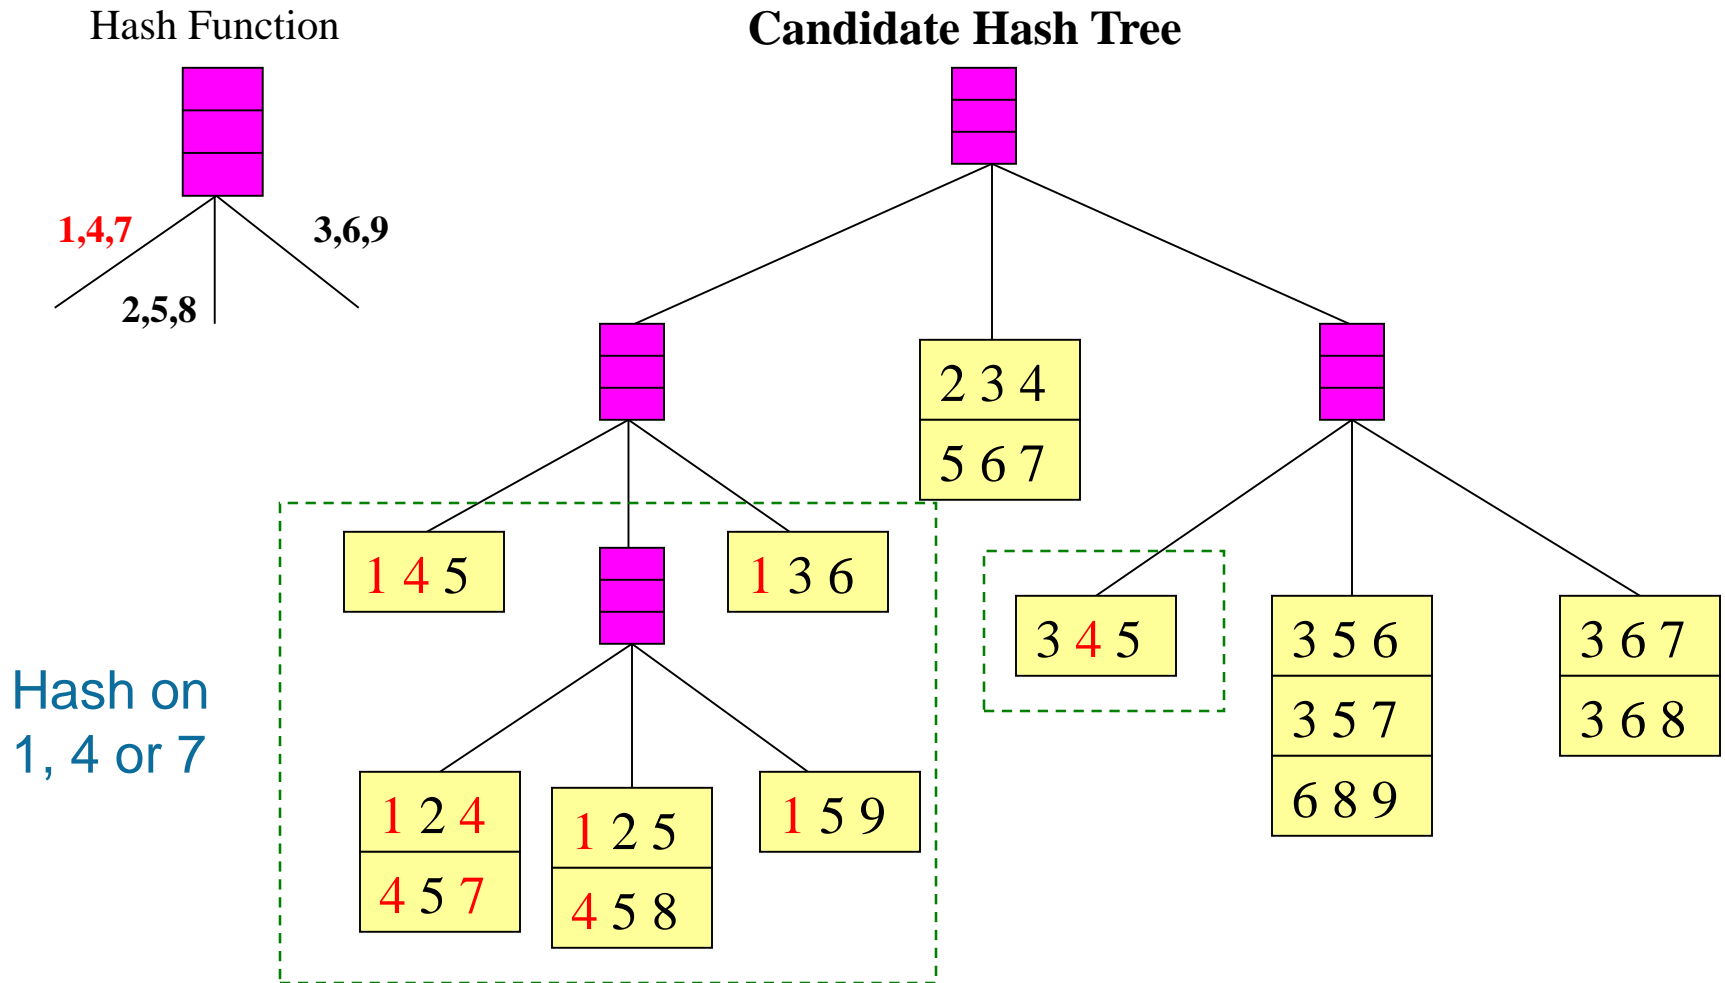 Hash Function
Candidate Hash Tree
1,4,7
3,6,9
2,5,8
2 3 4
5 6 7
1 4 5
1 3 6
3 4 5
3 5 6
3 6 7
Hash on
1, 4 or 7
3 5 7
3 6 8
6 8 9
1 2 4
1 2 5
1 5 9
4 5 7
4 5 8